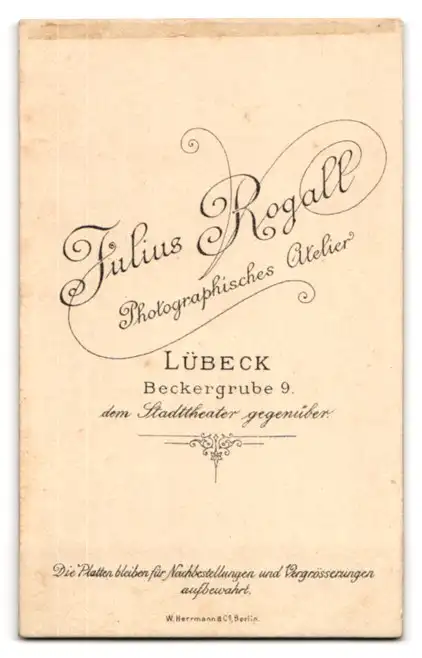 Julius Rogall
Photographisches Atelier
LÜBECK
Beckergrube 9.
dem Stadttheater gegenüber.
Die Platten bleiben für Nachbestellungen und Vergrösserungen
aufbewahrt.
W. Herrmann & Co, Berlin.